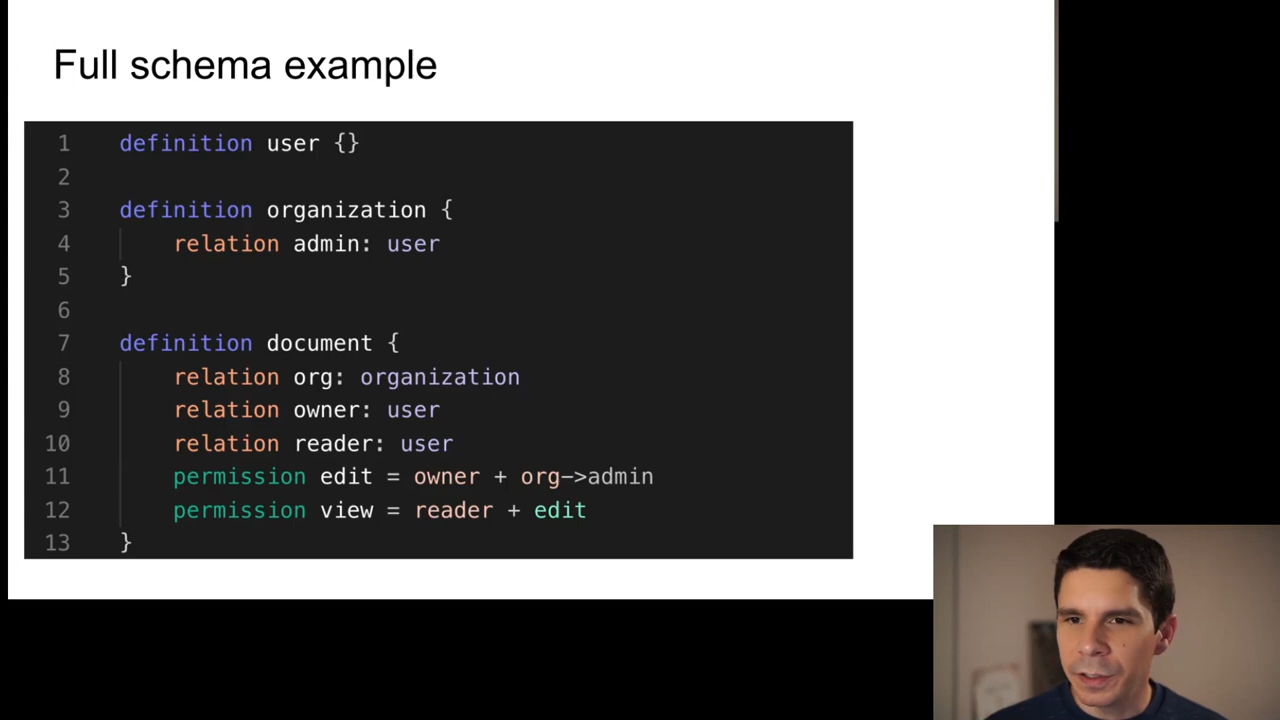 Full schema example
1 definition user {}
2
3 definition organization {
4 relation admin: user
5 }
6
7 definition document {
8 relation org: organization
9 relation owner: user
10 relation reader: user
11 permission edit = owner + org->admin
12 permission view = reader + edit
13 }